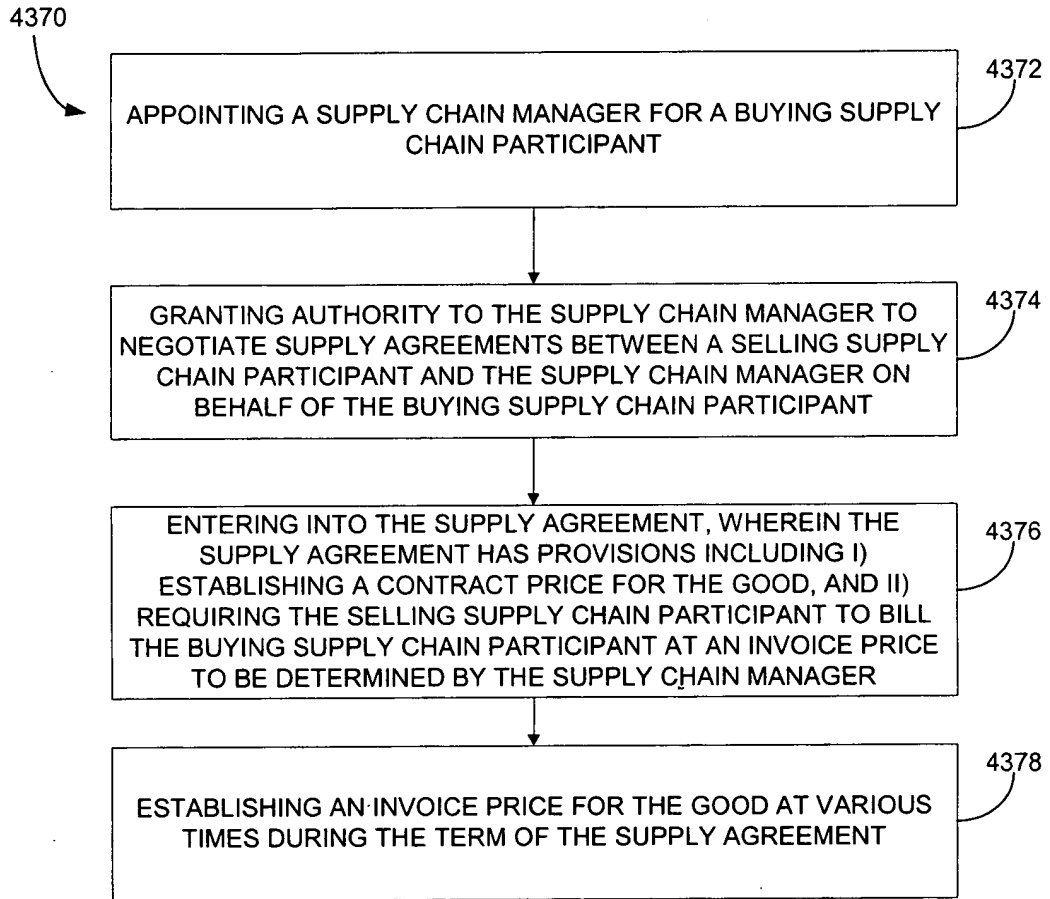 4370
4372
APPOINTING A SUPPLY CHAIN MANAGER FOR A BUYING SUPPLY
CHAIN PARTICIPANT
4374
GRANTING AUTHORITY TO THE SUPPLY CHAIN MANAGER TO
NEGOTIATE SUPPLY AGREEMENTS BETWEEN A SELLING SUPPLY
CHAIN PARTICIPANT AND THE SUPPLY CHAIN MANAGER ON
BEHALF OF THE BUYING SUPPLY CHAIN PARTICIPANT
4376
ENTERING INTO THE SUPPLY AGREEMENT, WHEREIN THE
SUPPLY AGREEMENT HAS PROVISIONS INCLUDING I)
ESTABLISHING A CONTRACT PRICE FOR THE GOOD, AND II)
REQUIRING THE SELLING SUPPLY CHAIN PARTICIPANT TO BILL
THE BUYING SUPPLY CHAIN PARTICIPANT AT AN INVOICE PRICE
TO BE DETERMINED BY THE SUPPLY CHAIN MANAGER
4378
ESTABLISHING AN INVOICE PRICE FOR THE GOOD AT VARIOUS
TIMES DURING THE TERM OF THE SUPPLY AGREEMENT